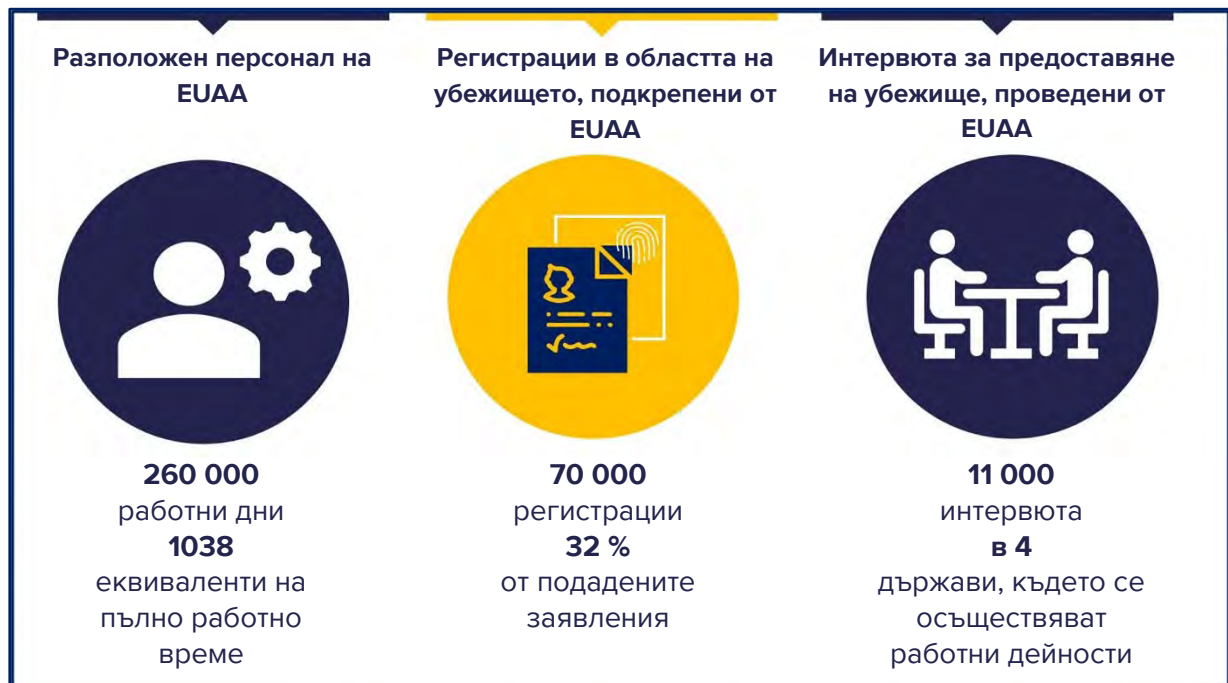 Разположен персонал на
EUAA
260 000
работни дни
1038
еквиваленти на
пълно работно
време
Регистрации в областта на
убежището, подкрепени от
EUAA
70 000
регистрации
32 %
от подадените
заявления
Интервюта за предоставяне
на убежище, проведени от
EUAA
11 000
интервюта
в 4
държави, където се
осъществяват
работни дейности